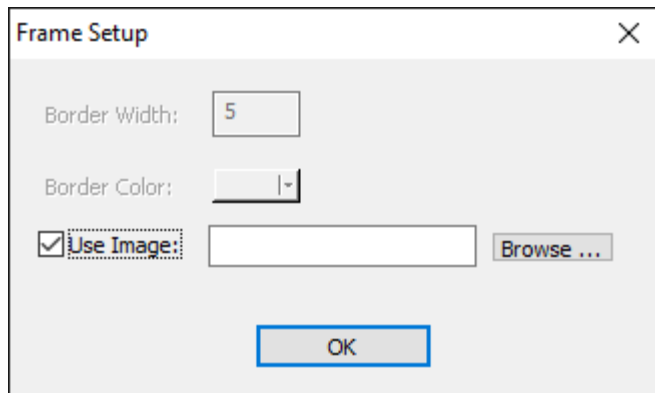 Frame Setup
Border Width: 5
Border Color:
Use Image: Browse ...
OK